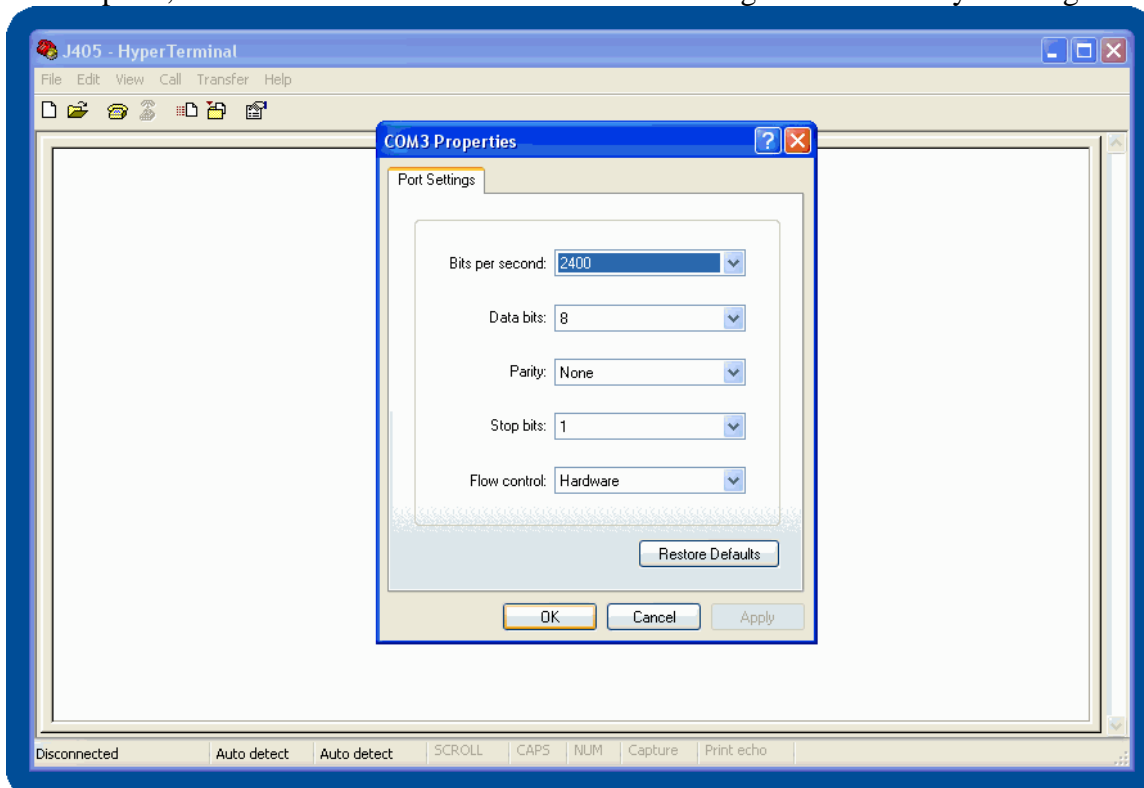 J405 - HyperTerminal
File Edit View Call Transfer Help
COM3 Properties
Port Settings
Bits per second: 2400
Data bits: 8
Parity: None
Stop bits: 1
Flow control: Hardware
Restore Defaults
OK Cancel Apply
Disconnected Auto detect Auto detect SCROLL CAPS NUM Capture Print echo